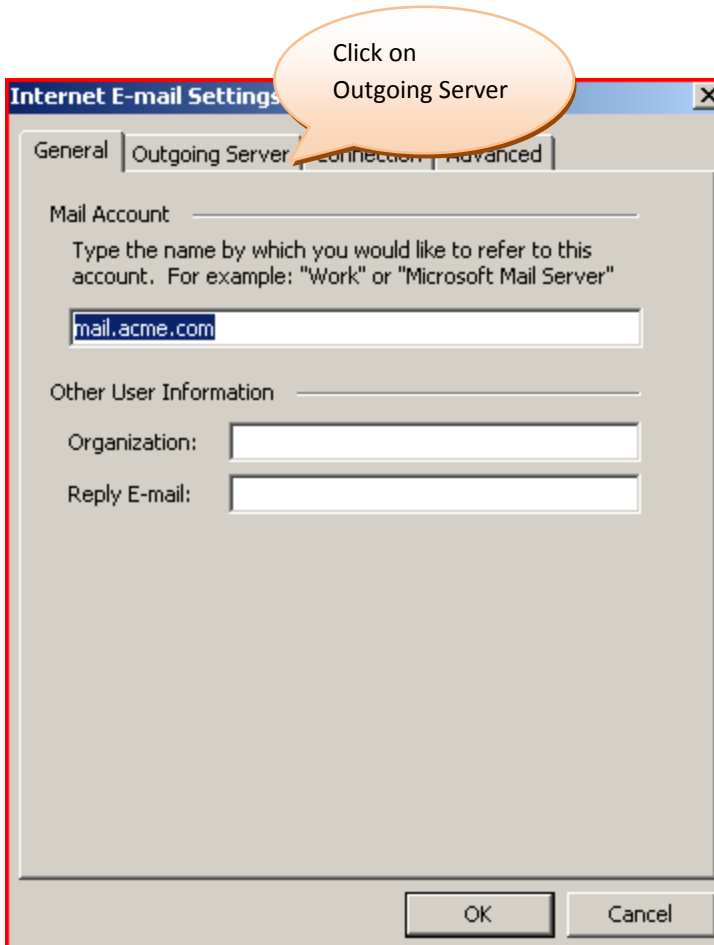 Click on
Outgoing Server
Internet E-mail Settings
General Outgoing Server Connection Advanced
Mail Account
Type the name by which you would like to refer to this
account. For example: "Work" or "Microsoft Mail Server"
mail.acme.com
Other User Information
Organization:
Reply E-mail:
OK Cancel